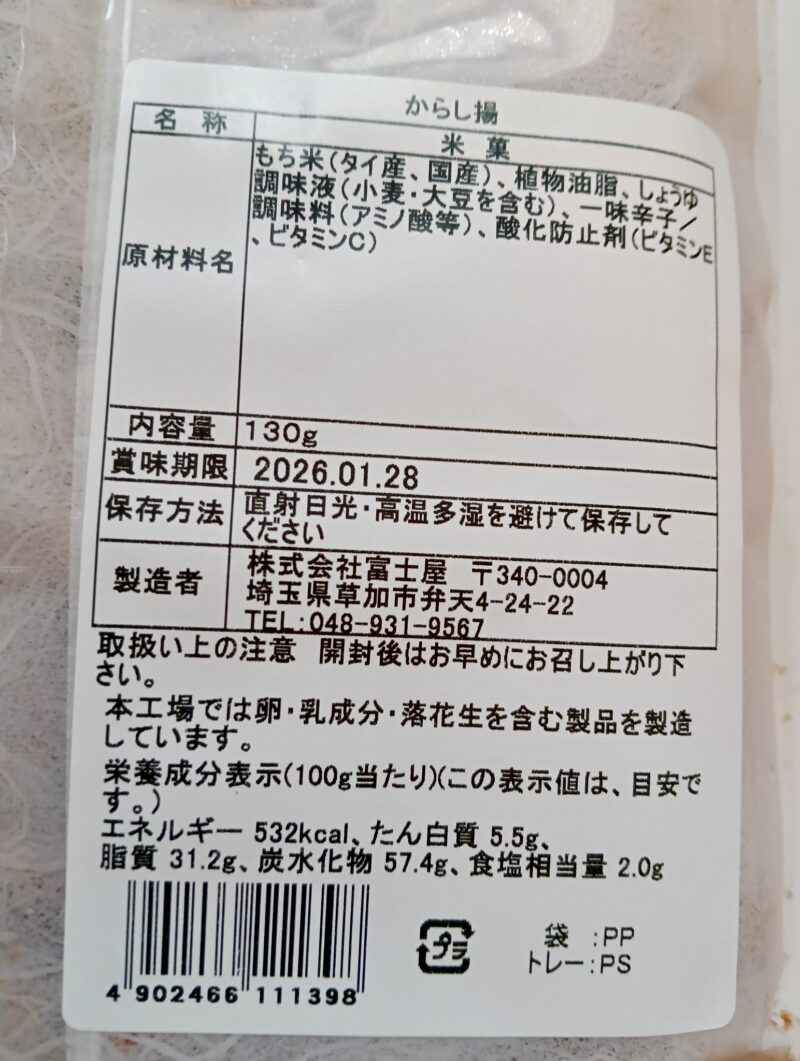 からし揚
名 称
米 菓
原材料名
もち米(タイ産、国産)、植物油脂、しょうゆ
調味液(小麦・大豆を含む)、一味辛子/
調味料(アミノ酸等)、酸化防止剤(ビタミンE
、ビタミンC)
内容量 130g
賞味期限 2026.01.28
保存方法 直射日光・高温多湿を避けて保存して
ください
製造者 株式会社富士屋 〒340-0004
埼玉県草加市弁天4-24-22
TEL:048-931-9567
取扱い上の注意 開封後はお早めにお召し上がり下
さい。
本工場では卵・乳成分・落花生を含む製品を製造
しています。
栄養成分表示(100g当たり)(この表示値は、目安で
す。)
エネルギー 532kcal、たん白質 5.5g、
脂質 31.2g、炭水化物 57.4g、食塩相当量 2.0g
4 902466 111398
プラ
袋 :PP
トレー:PS